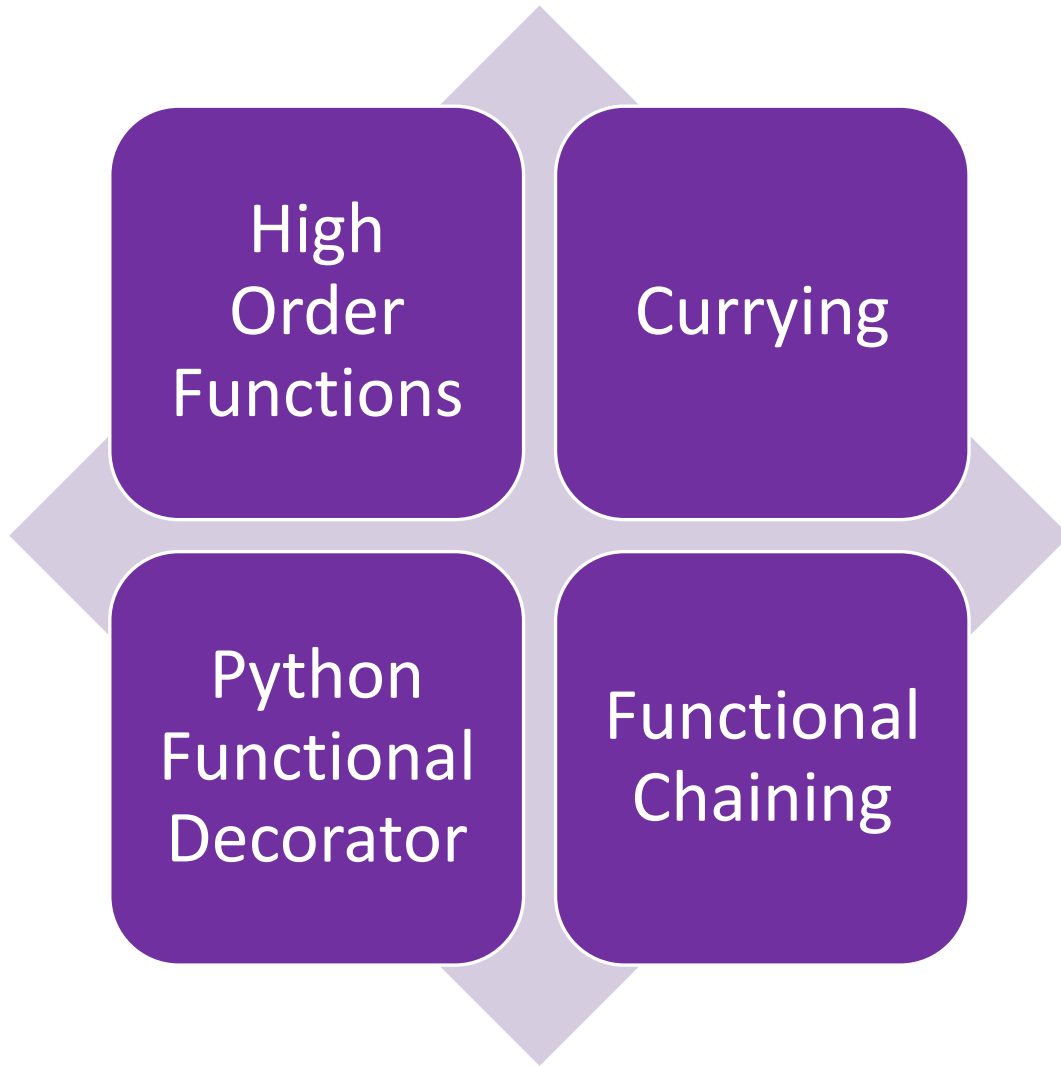 High
Order
Functions
Currying
Python
Functional
Decorator
Functional
Chaining